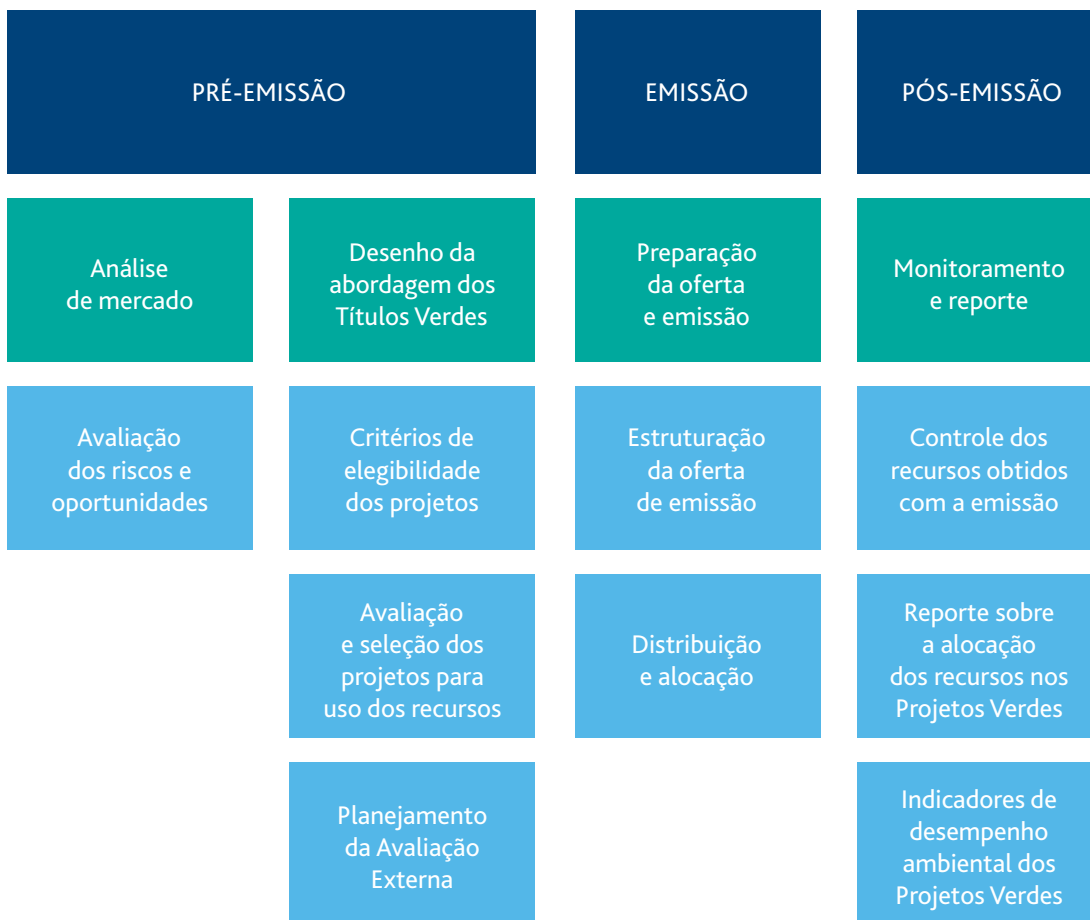 PRÉ-EMISSÃO
EMISSÃO
PÓS-EMISSÃO
Análise
de mercado
Desenho da
abordagem dos
Títulos Verdes
Preparação
da oferta
e emissão
Monitoramento
e reporte
Avaliação
dos riscos e
oportunidades
Critérios de
elegibilidade
dos projetos
Estruturação
da oferta
de emissão
Controle dos
recursos obtidos
com a emissão
Avaliação
e seleção dos
projetos para
uso dos recursos
Distribuição
e alocação
Reporte sobre
a alocação
dos recursos nos
Projetos Verdes
Planejamento
da Avaliação
Externa
Indicadores de
desempenho
ambiental dos
Projetos Verdes